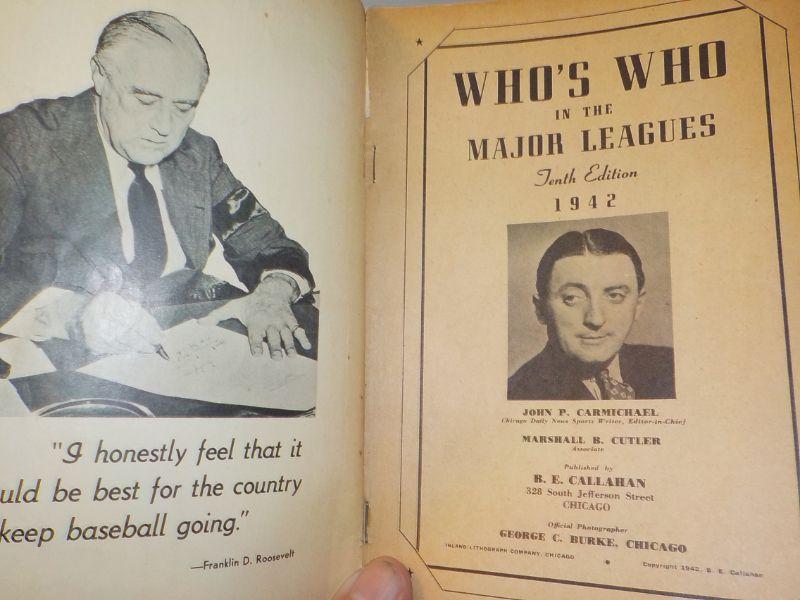 "I honestly feel that it
uld be best for the country
keep baseball going."
—Franklin D. Roosevelt
WHO'S WHO
IN THE
MAJOR LEAGUES
Tenth Edition
1942
JOHN P. CARMICHAEL
Chicago Daily News Sports Writer, Editor-in-Chief
MARSHALL B. CUTLER
Associate
Published by
B. E. CALLAHAN
328 South Jefferson Street
CHICAGO
Official Photographer
GEORGE C. BURKE, CHICAGO
INLAND LITHOGRAPH COMPANY, CHICAGO
Copyright 1942, B. E. Callahan